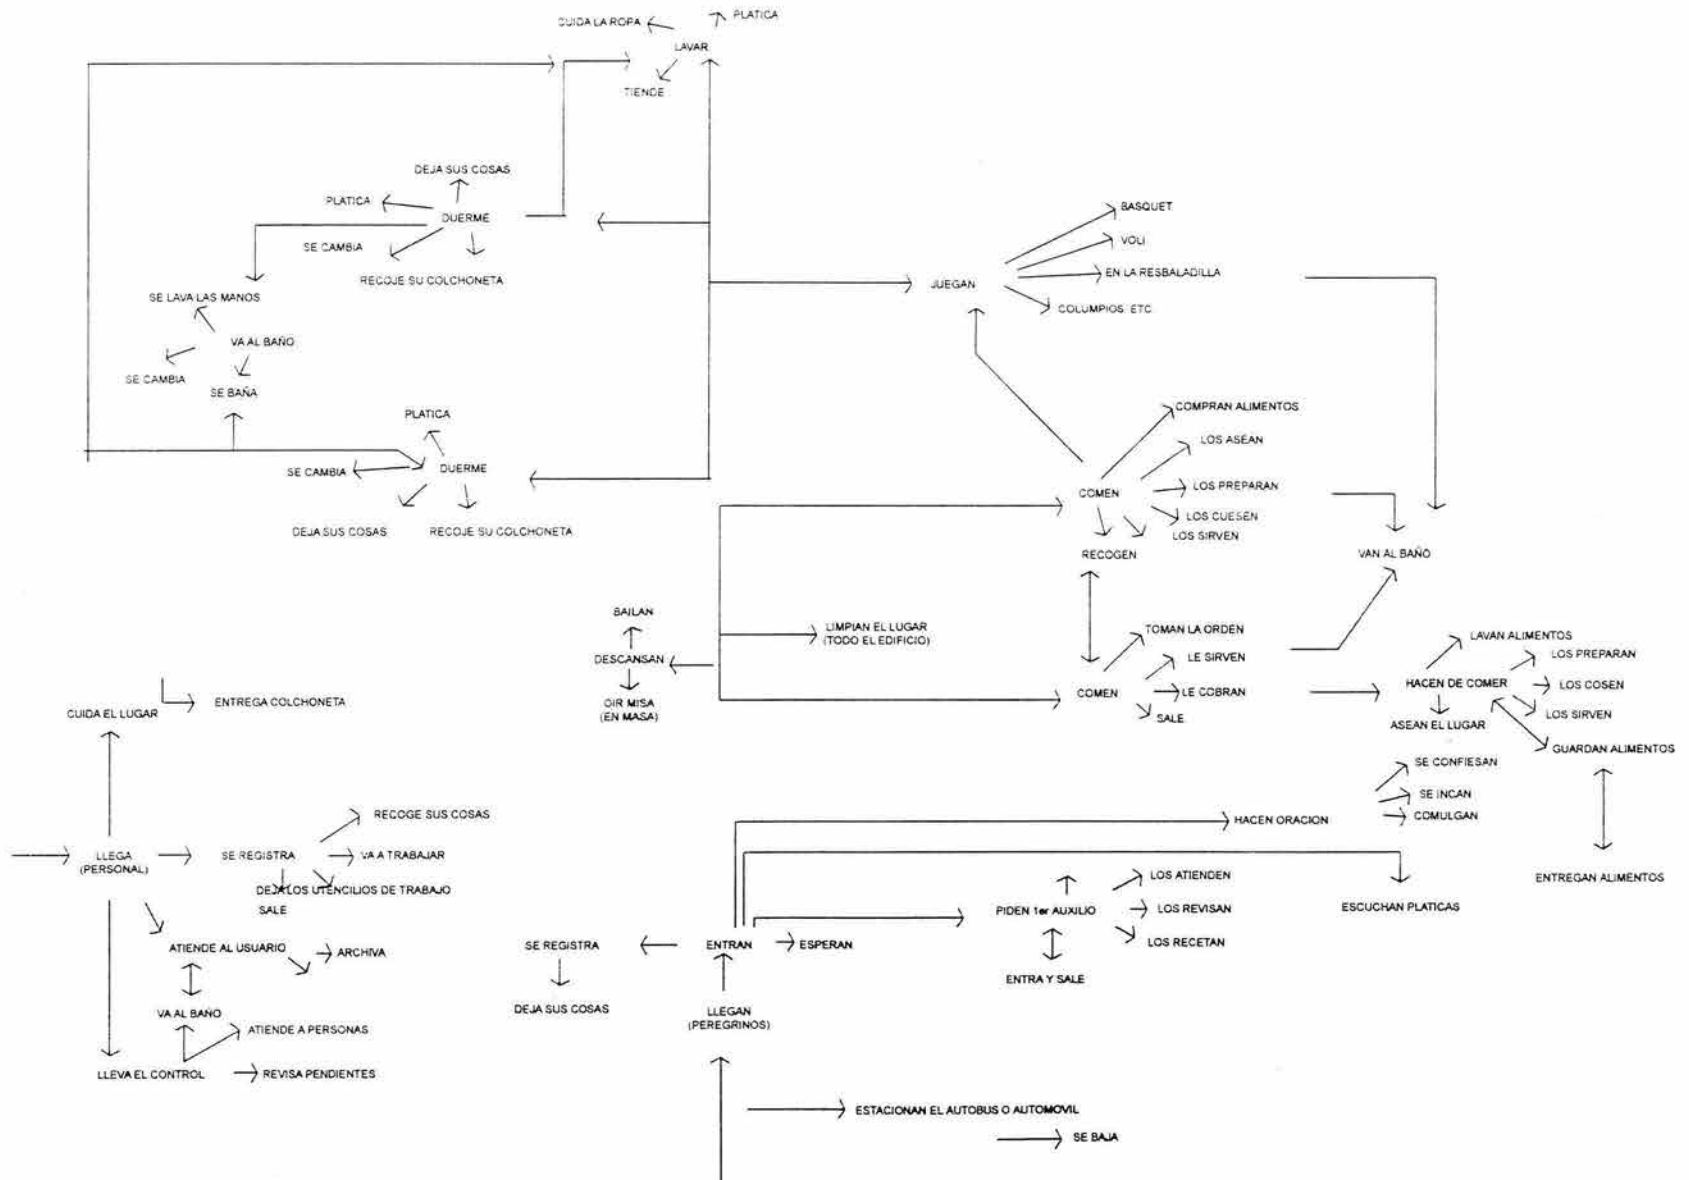 CUIDA LA ROPA
PLATICA
LAVAR
TIENDE
DEJA SUS COSAS
PLATICA
DUERME
SE CAMBIA
RECOJE SU COLCHONETA
SE LAVA LAS MANOS
VA AL BAÑO
SE CAMBIA
SE BAÑA
PLATICA
SE CAMBIA
DUERME
DEJA SUS COSAS
RECOJE SU COLCHONETA
BASQUET
VOLI
JUEGAN
EN LA RESBALADILLA
COLUMPIOS ETC
COMPRAN ALIMENTOS
LOS ASEAN
COMEN
LOS PREPARAN
LOS CUESEN
LOS SIRVEN
RECOGEN
VAN AL BAÑO
BAILAN
DESCANSAN
OIR MISA
(EN MASA)
LIMPIAN EL LUGAR
(TODO EL EDIFICIO)
TOMAN LA ORDEN
LE SIRVEN
COMEN
LE COBRAN
SALE
LAVAN ALIMENTOS
LOS PREPARAN
HACEN DE COMER
LOS COSEN
LOS SIRVEN
ASEAN EL LUGAR
GUARDAN ALIMENTOS
ENTREGAN ALIMENTOS
ENTREGA COLCHONETA
CUIDA EL LUGAR
RECOGE SUS COSAS
LLEGA
(PERSONAL)
SE REGISTRA
VA A TRABAJAR
DEJA LOS UTENCILIOS DE TRABAJO
SALE
ATIENDE AL USUARIO
ARCHIVA
VA AL BAÑO
ATIENDE A PERSONAS
LLEVA EL CONTROL
REVISA PENDIENTES
SE CONFIESAN
SE INCAN
HACEN ORACION
COMULGAN
ESCUCHAN PLATICAS
LOS ATIENDEN
PIDEN 1er AUXILIO
LOS REVISAN
LOS RECETAN
ENTRA Y SALE
SE REGISTRA
ENTRAN
ESPERAN
DEJA SUS COSAS
LLEGAN
(PEREGRINOS)
ESTACIONAN EL AUTOBUS O AUTOMOVIL
SE BAJA